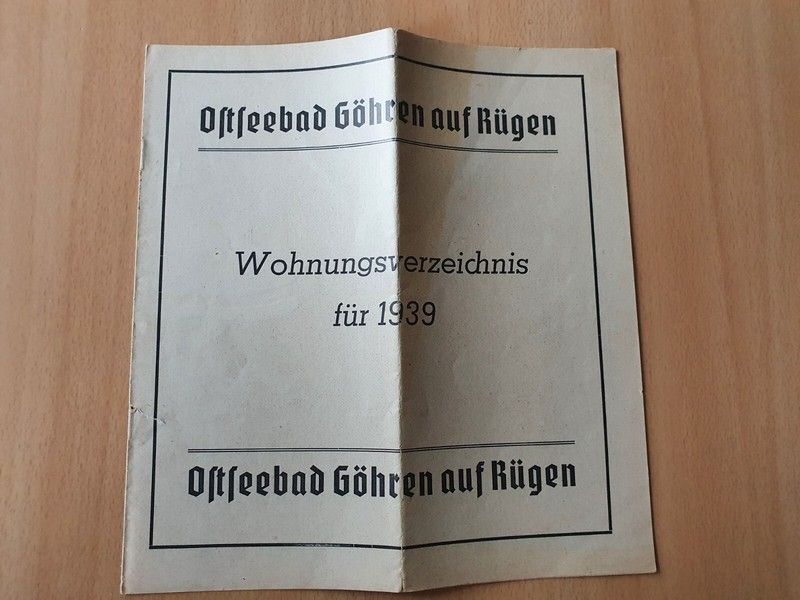 Oſtſeebad Göhren auf Rügen
Wohnungsverzeichnis
für 1939
Oſtſeebad Göhren auf Rügen